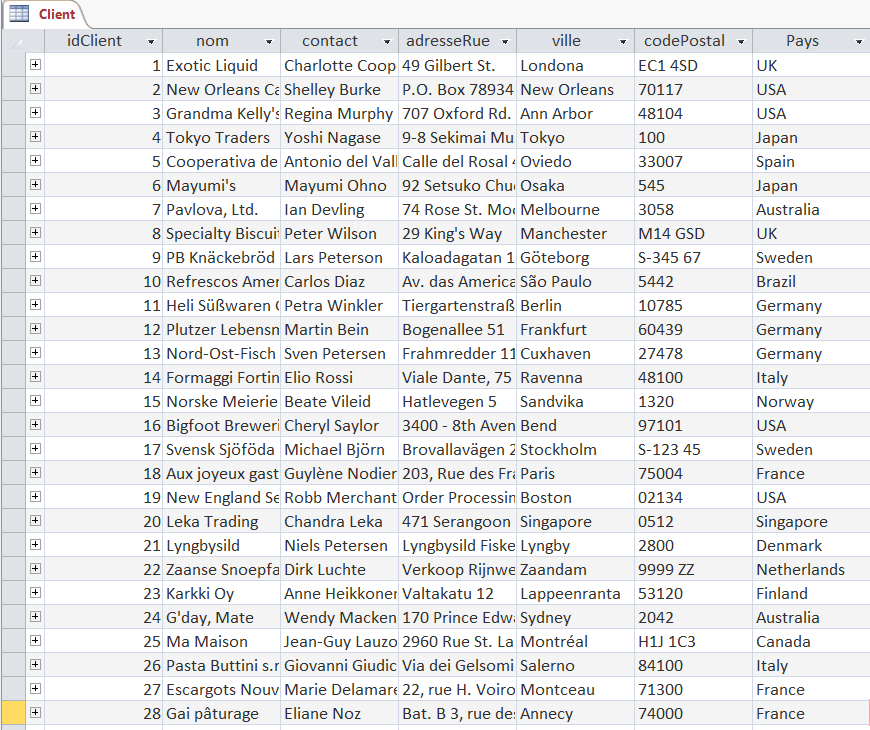 Client
idClient nom contact adresseRue ville codePostal Pays
1 Exotic Liquid Charlotte Coop 49 Gilbert St. Londona EC1 4SD UK
2 New Orleans Ca Shelley Burke P.O. Box 78934 New Orleans 70117 USA
3 Grandma Kelly's Regina Murphy 707 Oxford Rd. Ann Arbor 48104 USA
4 Tokyo Traders Yoshi Nagase 9-8 Sekimai Mu Tokyo 100 Japan
5 Cooperativa de Antonio del Vall Calle del Rosal 4 Oviedo 33007 Spain
6 Mayumi's Mayumi Ohno 92 Setsuko Chu Osaka 545 Japan
7 Pavlova, Ltd. Ian Devling 74 Rose St. Moo Melbourne 3058 Australia
8 Specialty Biscui Peter Wilson 29 King's Way Manchester M14 GSD UK
9 PB Knäckebröd Lars Peterson Kaloadagatan 1 Göteborg S-345 67 Sweden
10 Refrescos Amer Carlos Diaz Av. das America São Paulo 5442 Brazil
11 Heli Süßwaren Petra Winkler Tiergartenstraß Berlin 10785 Germany
12 Plutzer Lebensm Martin Bein Bogenallee 51 Frankfurt 60439 Germany
13 Nord-Ost-Fisch Sven Petersen Frahmredder 11 Cuxhaven 27478 Germany
14 Formaggi Fortin Elio Rossi Viale Dante, 75 Ravenna 48100 Italy
15 Norske Meierie Beate Vileid Hatlevegen 5 Sandvika 1320 Norway
16 Bigfoot Breweri Cheryl Saylor 3400 - 8th Aven Bend 97101 USA
17 Svensk Sjöföda Michael Björn Brovallavägen 2 Stockholm S-123 45 Sweden
18 Aux joyeux gast Guylène Nodier 203, Rue des Fra Paris 75004 France
19 New England Se Robb Merchant Order Processin Boston 02134 USA
20 Leka Trading Chandra Leka 471 Serangoon Singapore 0512 Singapore
21 Lyngbysild Niels Petersen Lyngbysild Fiske Lyngby 2800 Denmark
22 Zaanse Snoepfa Dirk Luchte Verkoop Rijnwe Zaandam 9999 ZZ Netherlands
23 Karkki Oy Anne Heikkoner Valtakatu 12 Lappeenranta 53120 Finland
24 G'day, Mate Wendy Macken 170 Prince Edwa Sydney 2042 Australia
25 Ma Maison Jean-Guy Lauzo 2960 Rue St. La Montréal H1J 1C3 Canada
26 Pasta Buttini s.r Giovanni Giudic Via dei Gelsomi Salerno 84100 Italy
27 Escargots Nouv Marie Delamare 22, rue H. Voiro Montceau 71300 France
28 Gai pâturage Eliane Noz Bat. B 3, rue des Annecy 74000 France